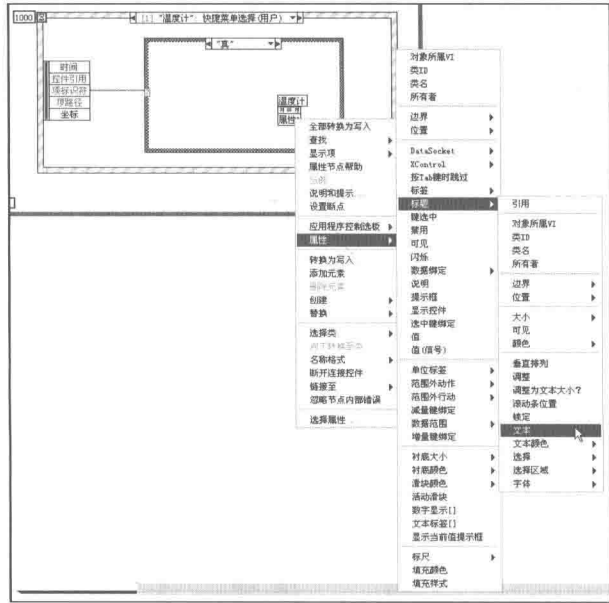 1000
[1] "温度计": 快捷菜单选择(用户)
"真"
时间
控件引用
项标识符
项路径
坐标
温度计
属性
全部转换为写入
查找
显示项
属性节点帮助
说明和提示...
设置断点
应用程序控制选板
属性
转换为写入
添加元素
删除元素
创建
替换
选择类
名称格式
断开连接控件
链接至
忽略节点内部错误
选择属性
对象所属VI
类ID
类名
所有者
边界
位置
DataSocket
XControl
按Tab键时跳过
标签
标题
键选中
禁用
可见
闪烁
数据绑定
说明
提示框
显示控件
选中键绑定
值
值(信号)
单位标签
范围外动作
范围外行动
减量键绑定
数据范围
增量键绑定
衬底大小
衬底颜色
滑块颜色
活动滑块
数字显示[]
文本标签[]
显示当前值提示框
标尺
填充颜色
填充样式
引用
对象所属VI
类ID
类名
所有者
边界
位置
大小
可见
颜色
垂直排列
调整
调整为文本大小?
滚动条位置
锁定
文本
文本颜色
选择
选择区域
字体